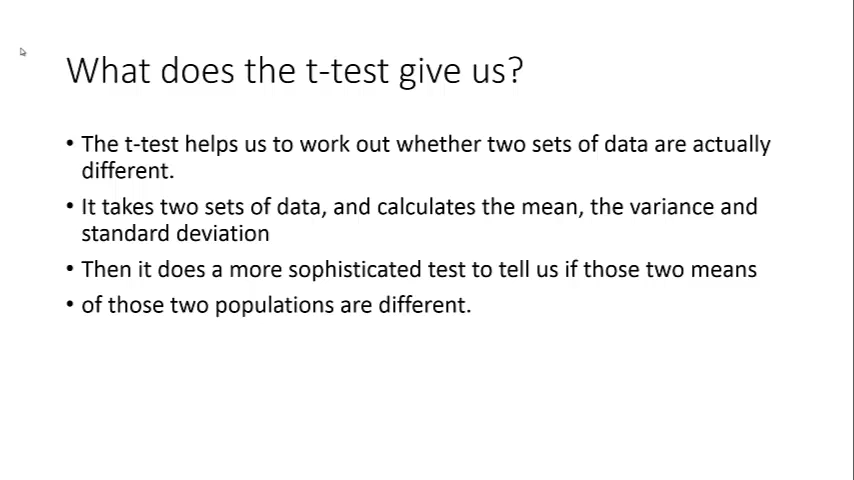 What does the t-test give us?
• The t-test helps us to work out whether two sets of data are actually
different.
• It takes two sets of data, and calculates the mean, the variance and
standard deviation
• Then it does a more sophisticated test to tell us if those two means
• of those two populations are different.